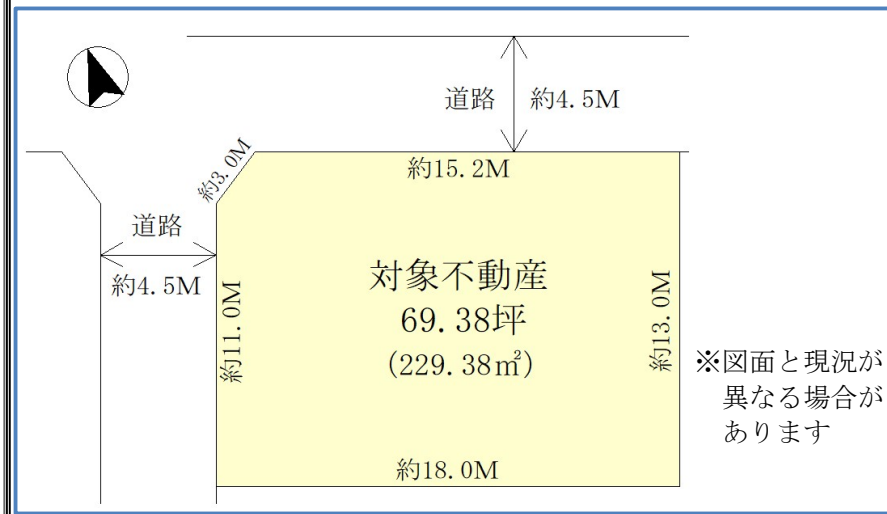 道路 約4.5M
約3.0M
約15.2M
道路
約4.5M
約11.0M
対象不動産
69.38坪
(229.38㎡)
約13.0M
※図面と現況が
異なる場合が
あります
約18.0M